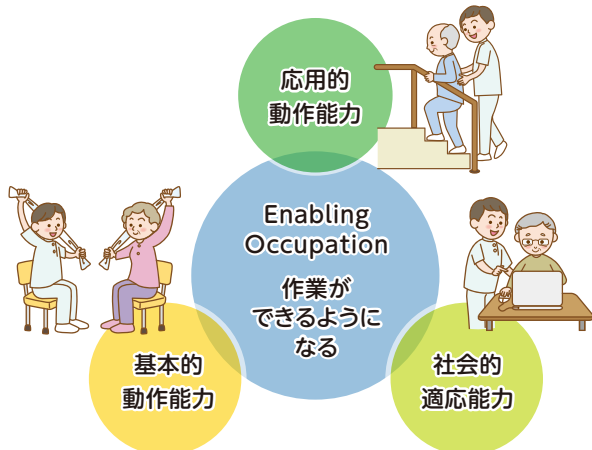 応用的
動作能力
Enabling
Occupation
作業が
できるように
なる
基本的
動作能力
社会的
適応能力